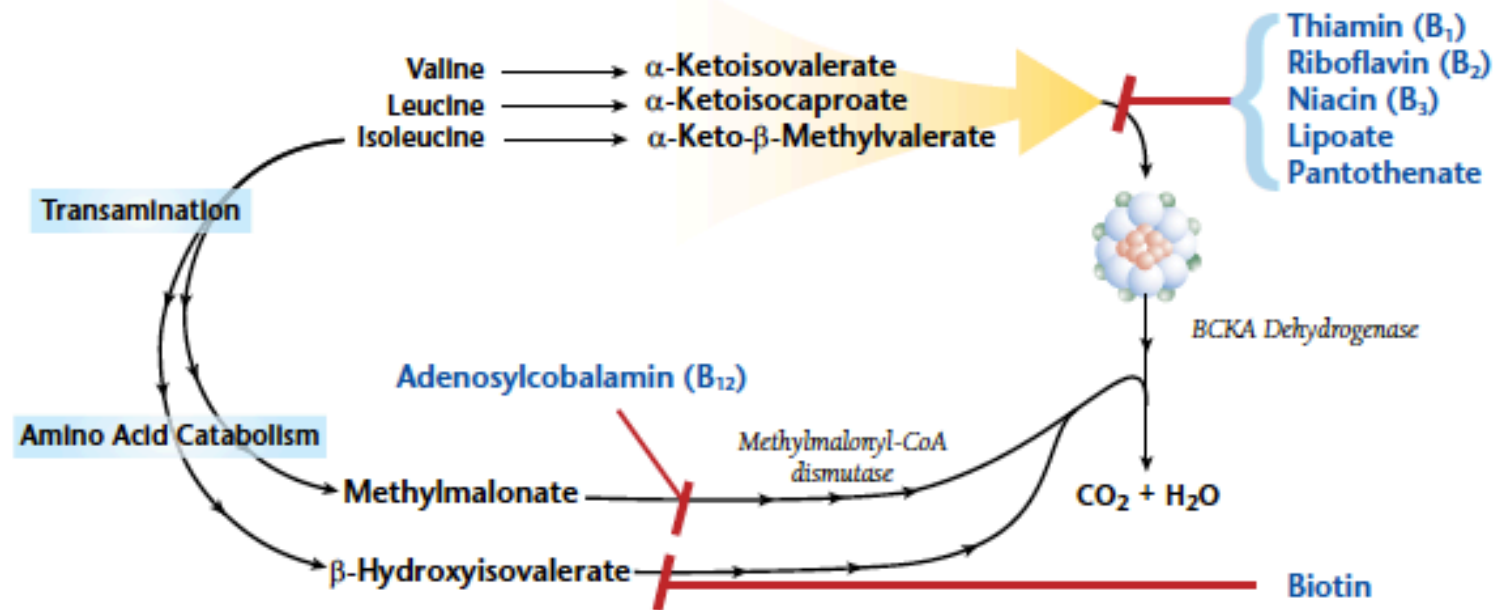 Valine
α-Ketoisovalerate
Leucine
α-Ketoisocaproate
Isoleucine
α-Keto-β-Methylvalerate
Thiamin (B₁)
Riboflavin (B₂)
Niacin (B₃)
Lipoate
Pantothenate
Transamination
BCKA Dehydrogenase
Adenosylcobalamin (B₁₂)
Amino Acid Catabolism
Methylmalonyl-CoA
dismutase
Methylmalonate
CO₂ + H₂O
β-Hydroxyisovalerate
Biotin